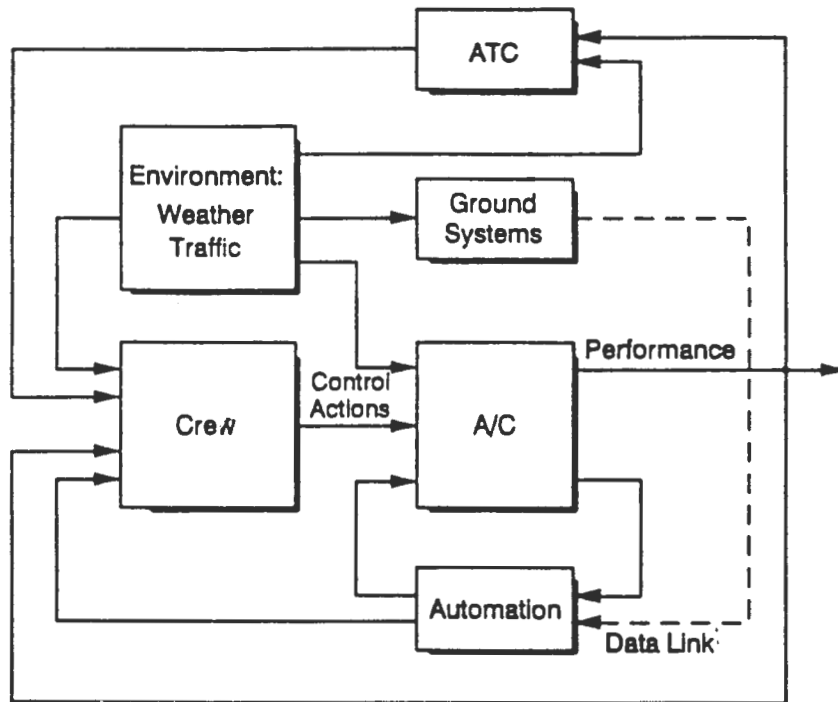 ATC
Environment:
Weather
Traffic
Ground
Systems
Performance
Control
Actions
Crew
A/C
Automation
Data Link